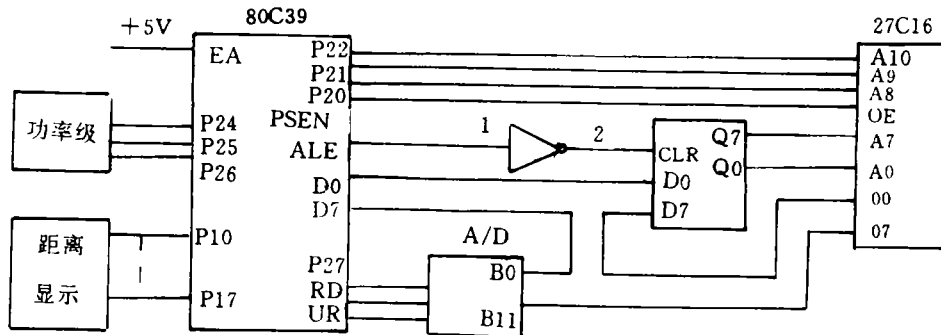 80C39
27C16
+5V
EA
P22
P21
P20
PSEN
ALE
D0
D7
P24
P25
P26
P10
P17
P27
RD
UR
功率级
距离
显示
1
2
CLR
D0
D7
Q7
Q0
A/D
B0
B11
A10
A9
A8
OE
A7
A0
00
07